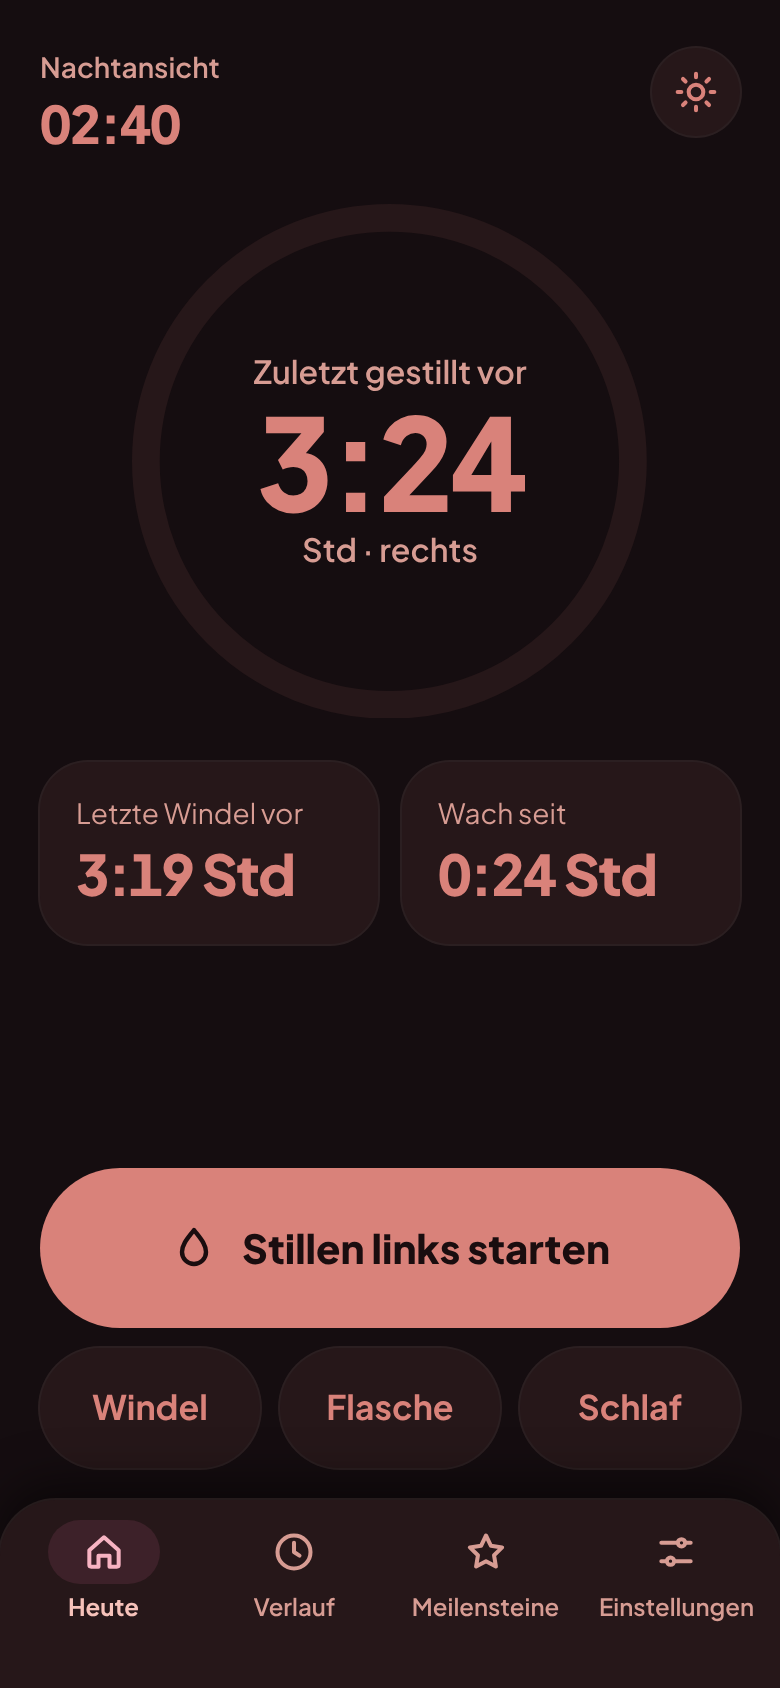 Nachtansicht
02:40
Zuletzt gestillt vor
3:24
Std · rechts
Letzte Windel vor
3:19 Std
Wach seit
0:24 Std
Stillen links starten
Windel
Flasche
Schlaf
Heute
Verlauf
Meilensteine
Einstellungen